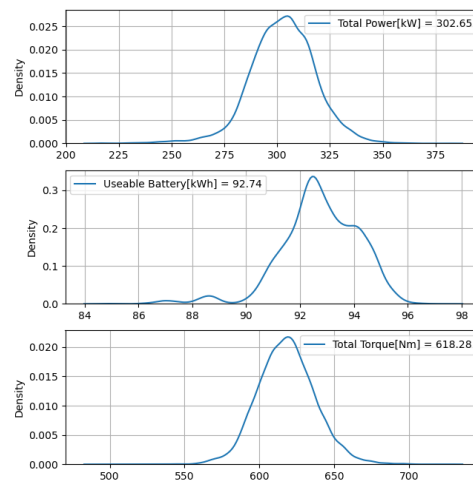 Total Power[kW] = 302.65
Density
0.025
0.020
0.015
0.010
0.005
0.000
200 225 250 275 300 325 350 375
Useable Battery[kWh] = 92.74
Density
0.3
0.2
0.1
0.0
84 86 88 90 92 94 96 98
Total Torque[Nm] = 618.28
Density
0.020
0.015
0.010
0.005
0.000
500 550 600 650 700